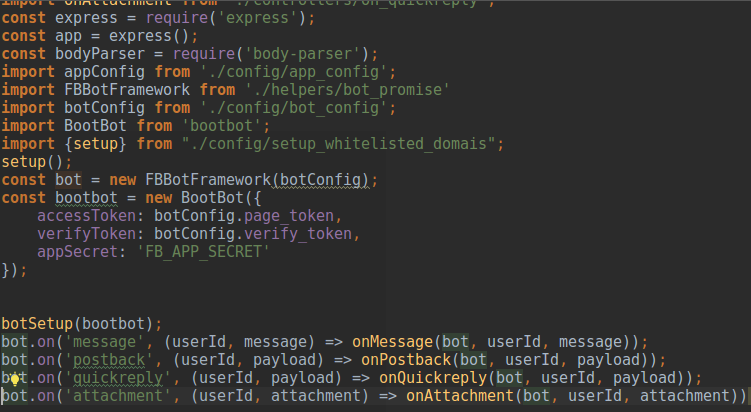 import onAttachment from './controllers/on_quickreply';
const express = require('express');
const app = express();
const bodyParser = require('body-parser');
import appConfig from './config/app_config';
import FBBotFramework from './helpers/bot_promise'
import botConfig from './config/bot_config';
import BootBot from 'bootbot';
import {setup} from "./config/setup_whitelisted_domais";
setup();
const bot = new FBBotFramework(botConfig);
const bootbot = new BootBot({
    accessToken: botConfig.page_token,
    verifyToken: botConfig.verify_token,
    appSecret: 'FB_APP_SECRET'
});
botSetup(bootbot);
bot.on('message', (userId, message) => onMessage(bot, userId, message));
bot.on('postback', (userId, payload) => onPostback(bot, userId, payload));
bot.on('quickreply', (userId, payload) => onQuickreply(bot, userId, payload));
bot.on('attachment', (userId, attachment) => onAttachment(bot, userId, attachment))